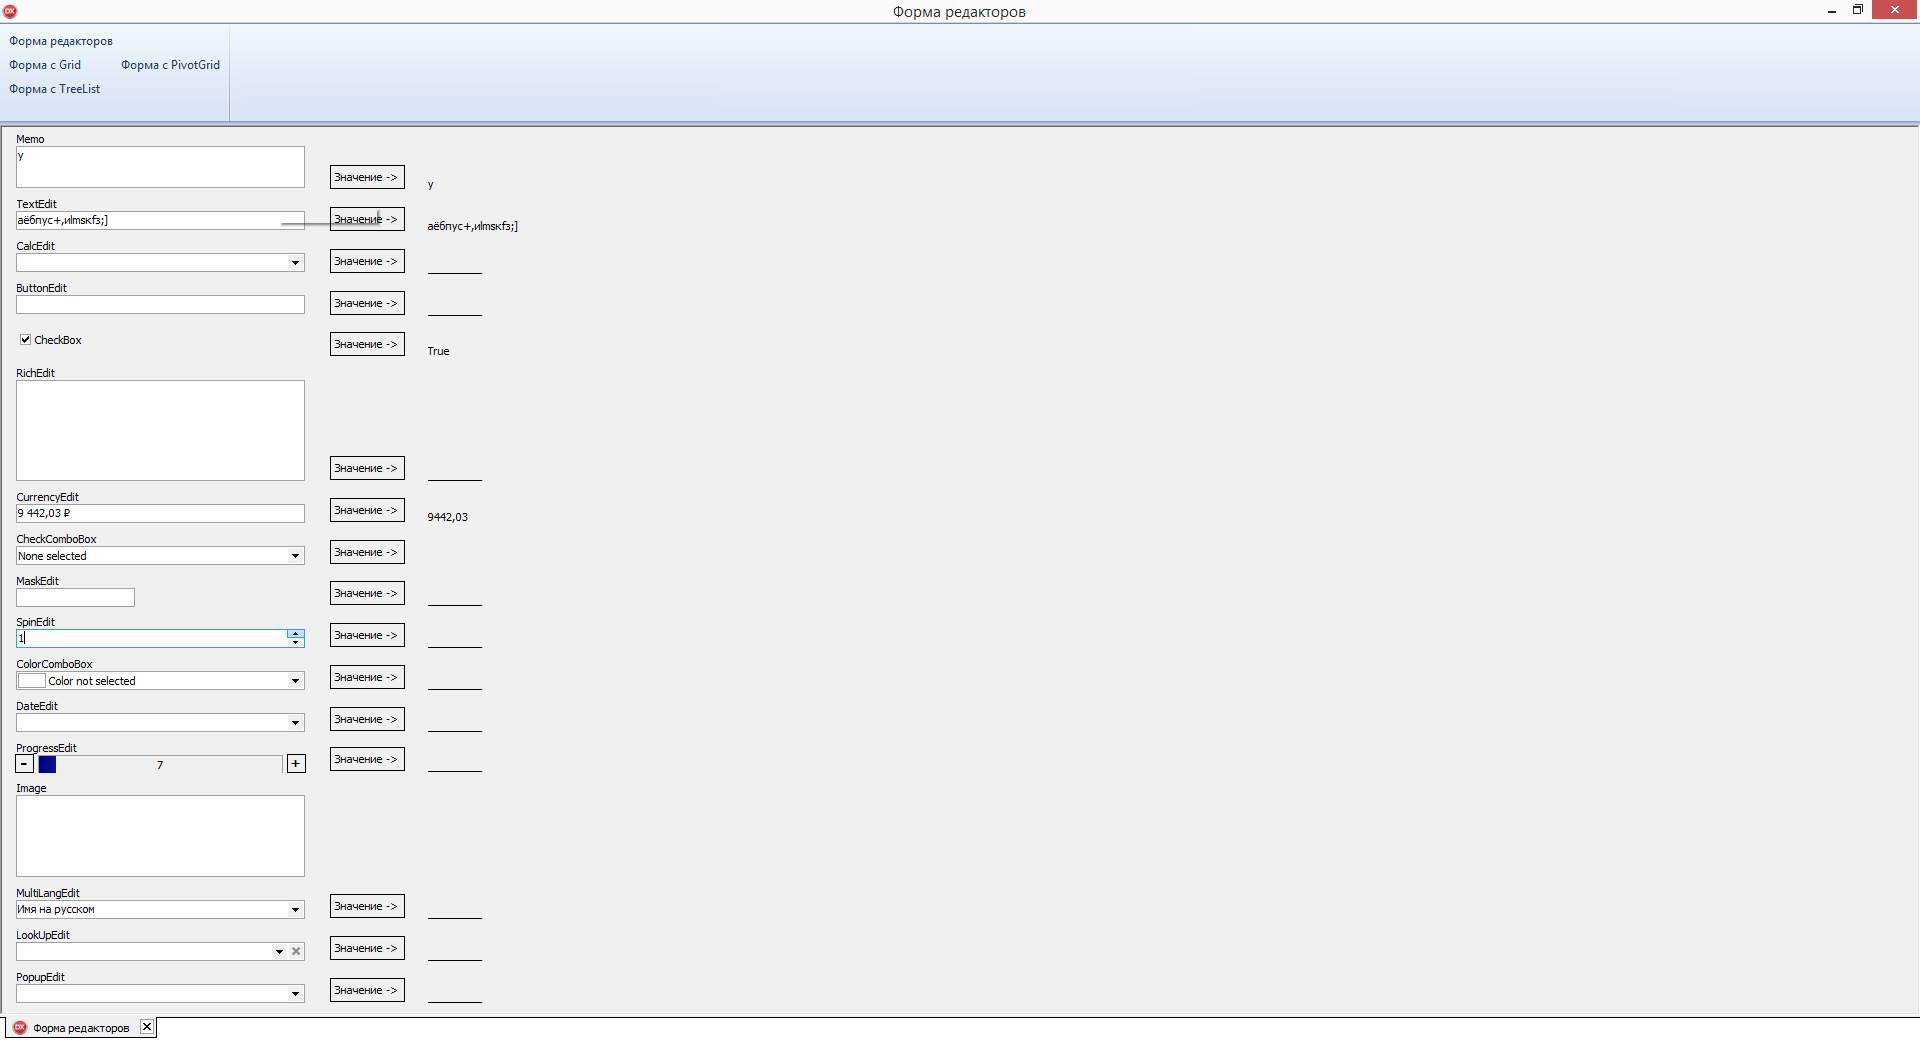 Форма редакторов
Форма редакторов
Форма с Grid
Форма с PivotGrid
Форма с TreeList
Memo
y
Значение ->
y
TextEdit
аёбпус+,иlmsкfз;]
Значение ->
аёбпус+,иlmsкfз;]
CalcEdit
Значение ->
ButtonEdit
Значение ->
CheckBox
Значение ->
True
RichEdit
Значение ->
CurrencyEdit
9 442,03 ₽
Значение ->
9442,03
CheckComboBox
None selected
Значение ->
MaskEdit
Значение ->
SpinEdit
1
Значение ->
ColorComboBox
Color not selected
Значение ->
DateEdit
Значение ->
ProgressEdit
- 7 +
Значение ->
Image
MultiLangEdit
Имя на русском
Значение ->
LookUpEdit
Значение ->
PopupEdit
Значение ->
DX Форма редакторов